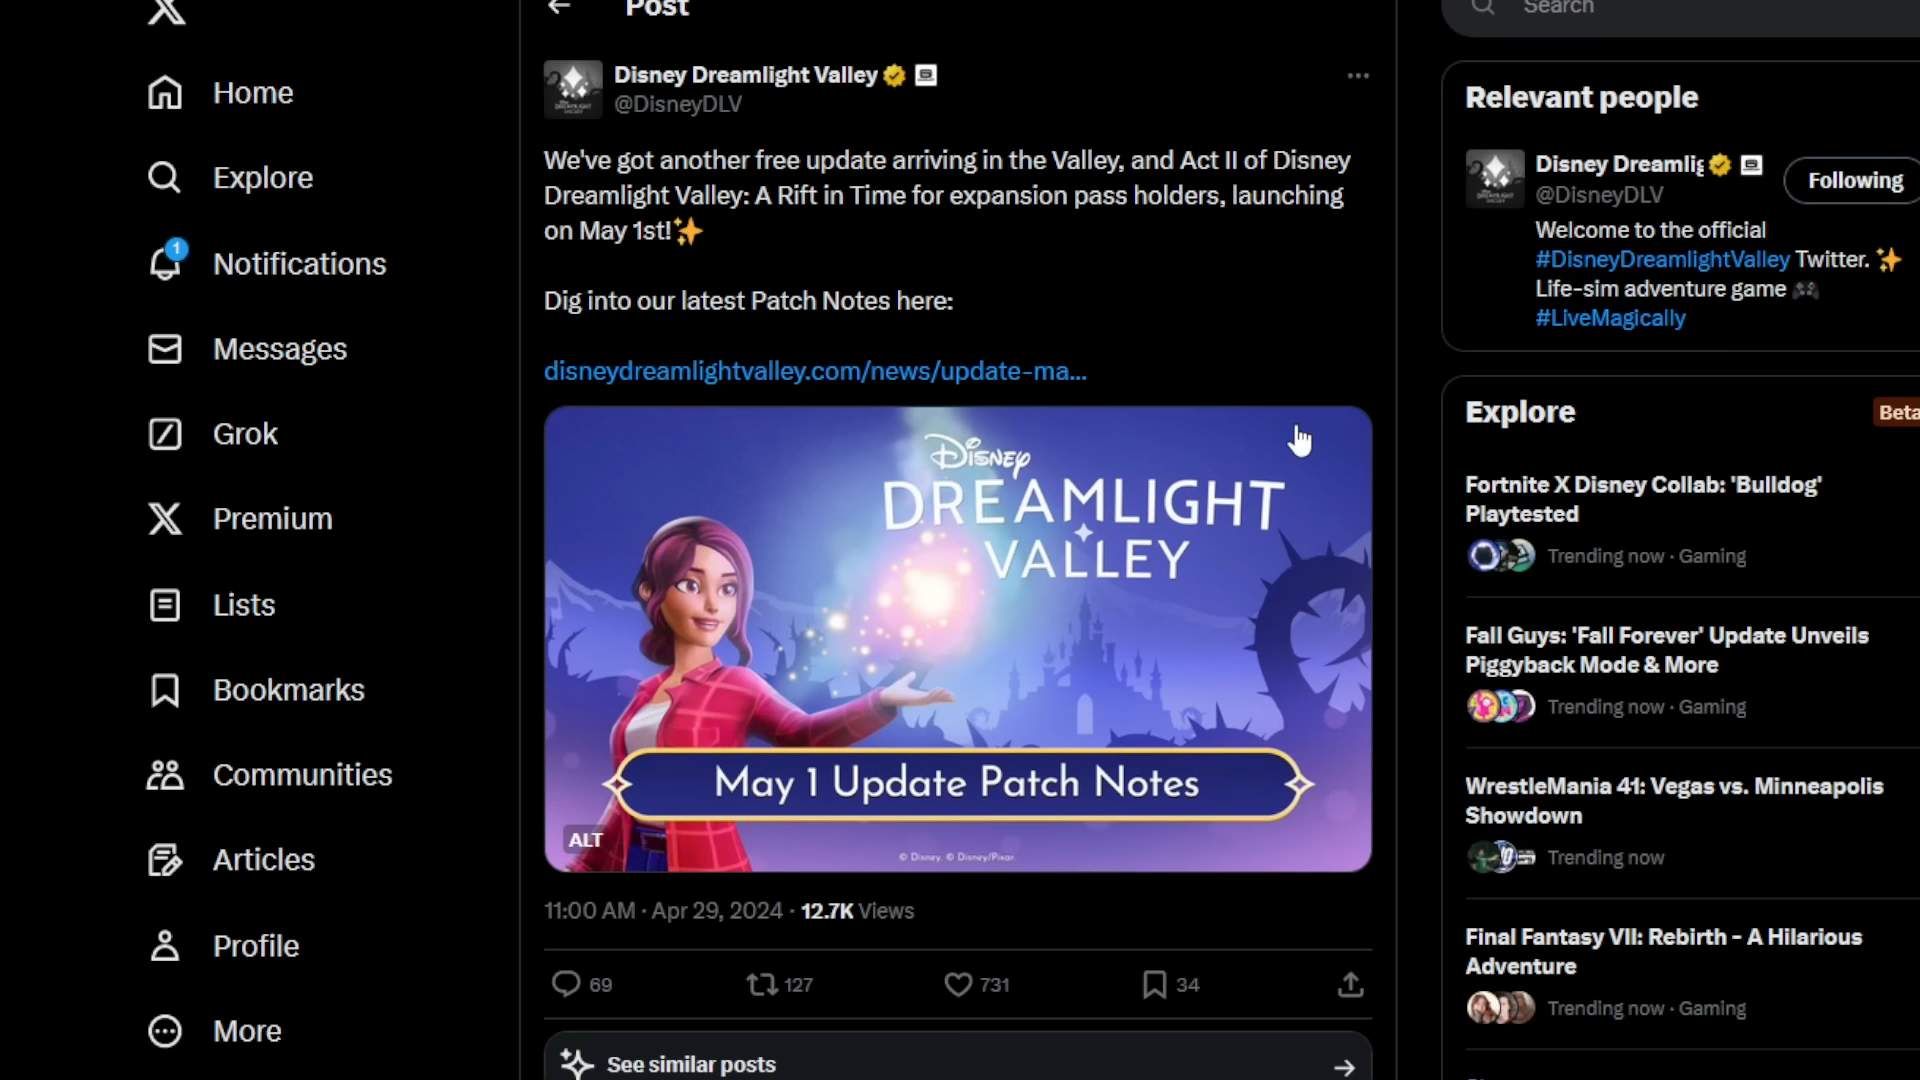 Home
Explore
1
Notifications
Messages
Grok
Premium
Lists
Bookmarks
Communities
Articles
Profile
More
Post
Disney Dreamlight Valley
@DisneyDLV
We've got another free update arriving in the Valley, and Act II of Disney
Dreamlight Valley: A Rift in Time for expansion pass holders, launching
on May 1st!✨
Dig into our latest Patch Notes here:
disneydreamlightvalley.com/news/update-ma...
Disney
DREAMLIGHT
VALLEY
May 1 Update Patch Notes
ALT
© Disney. © Disney/Pixar.
11:00 AM · Apr 29, 2024 · 12.7K Views
69
127
731
34
See similar posts
Search
Relevant people
Disney Dreamlig
@DisneyDLV
Following
Welcome to the official
#DisneyDreamlightValley Twitter. ✨
Life-sim adventure game 🎮
#LiveMagically
Explore
Beta
Fortnite X Disney Collab: 'Bulldog'
Playtested
Trending now · Gaming
Fall Guys: 'Fall Forever' Update Unveils
Piggyback Mode & More
Trending now · Gaming
WrestleMania 41: Vegas vs. Minneapolis
Showdown
Trending now
Final Fantasy VII: Rebirth - A Hilarious
Adventure
Trending now · Gaming